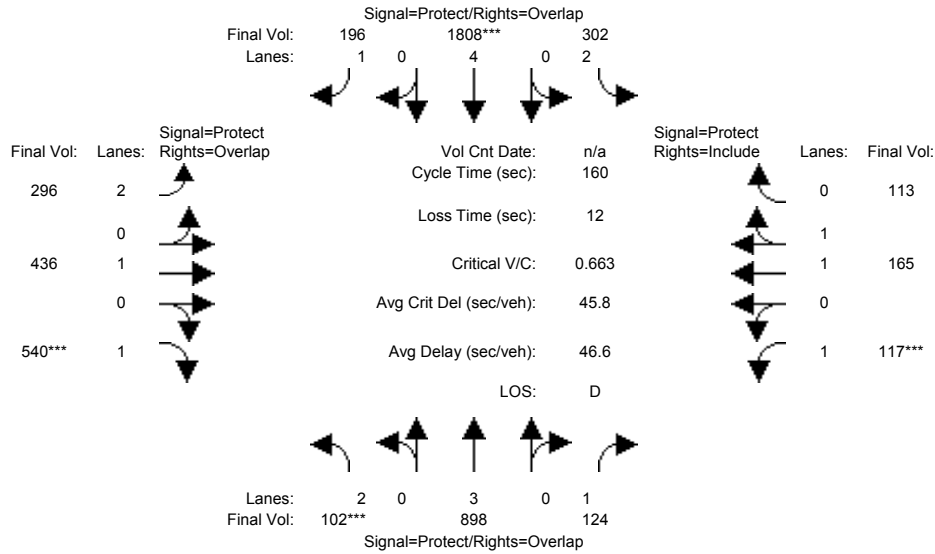 Signal=Protect/Rights=Overlap
Final Vol: 196 1808*** 302
Lanes: 1 0 4 0 2
Signal=Protect
Final Vol: Lanes: Rights=Overlap
Vol Cnt Date: n/a
Signal=Protect
Rights=Include Lanes: Final Vol:
Cycle Time (sec): 160
296 2
0 113
Loss Time (sec): 12
0
1
436 1
Critical V/C: 0.663
1 165
0
Avg Crit Del (sec/veh): 45.8
0
540*** 1
Avg Delay (sec/veh): 46.6
1 117***
LOS: D
Lanes: 2 0 3 0 1
Final Vol: 102*** 898 124
Signal=Protect/Rights=Overlap